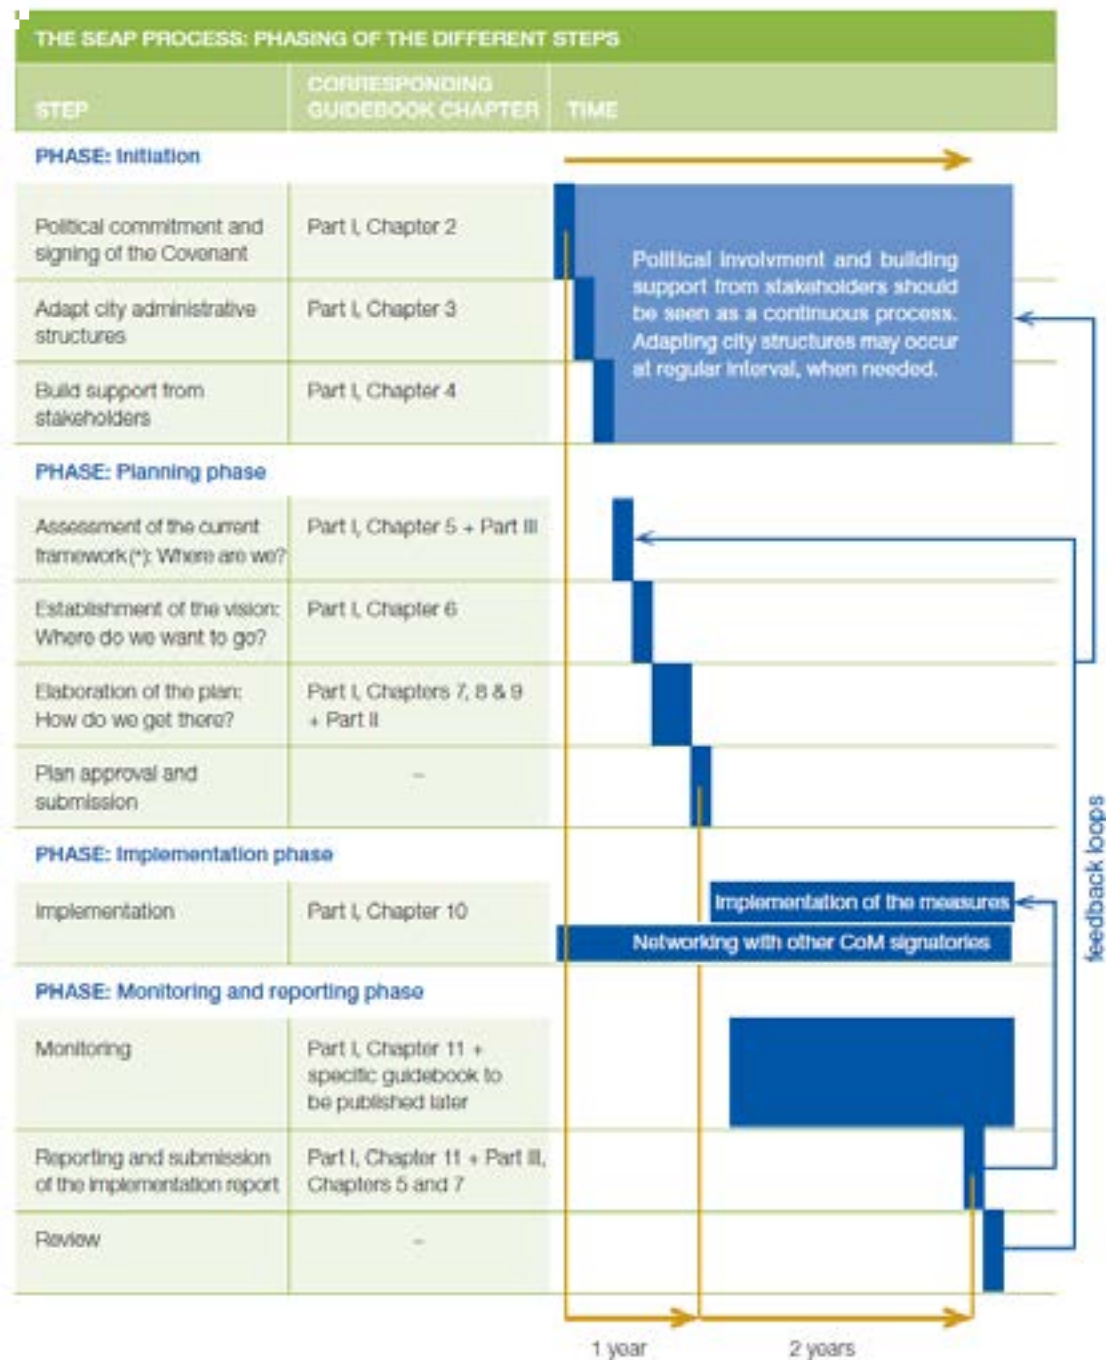 THE SEAP PROCESS: PHASING OF THE DIFFERENT STEPS
STEP
CORRESPONDING
GUIDEBOOK CHAPTER
TIME
PHASE: Initiation
Political commitment and
signing of the Covenant
Part I, Chapter 2
Adapt city administrative
structures
Part I, Chapter 3
Build support from
stakeholders
Part I, Chapter 4
Political involvment and building
support from stakeholders should
be seen as a continuous process.
Adapting city structures may occur
at regular interval, when needed.
PHASE: Planning phase
Assessment of the current
framework (*): Where are we?
Part I, Chapter 5 + Part III
Establishment of the vision:
Where do we want to go?
Part I, Chapter 6
Elaboration of the plan:
How do we get there?
Part I, Chapters 7, 8 & 9
+ Part II
Plan approval and
submission
–
PHASE: Implementation phase
Implementation
Part I, Chapter 10
Implementation of the measures
Networking with other CoM signatories
PHASE: Monitoring and reporting phase
Monitoring
Part I, Chapter 11 +
specific guidebook to
be published later
Reporting and submission
of the implementation report
Part I, Chapter 11 + Part III,
Chapters 5 and 7
Review
–
feedback loops
1 year
2 years